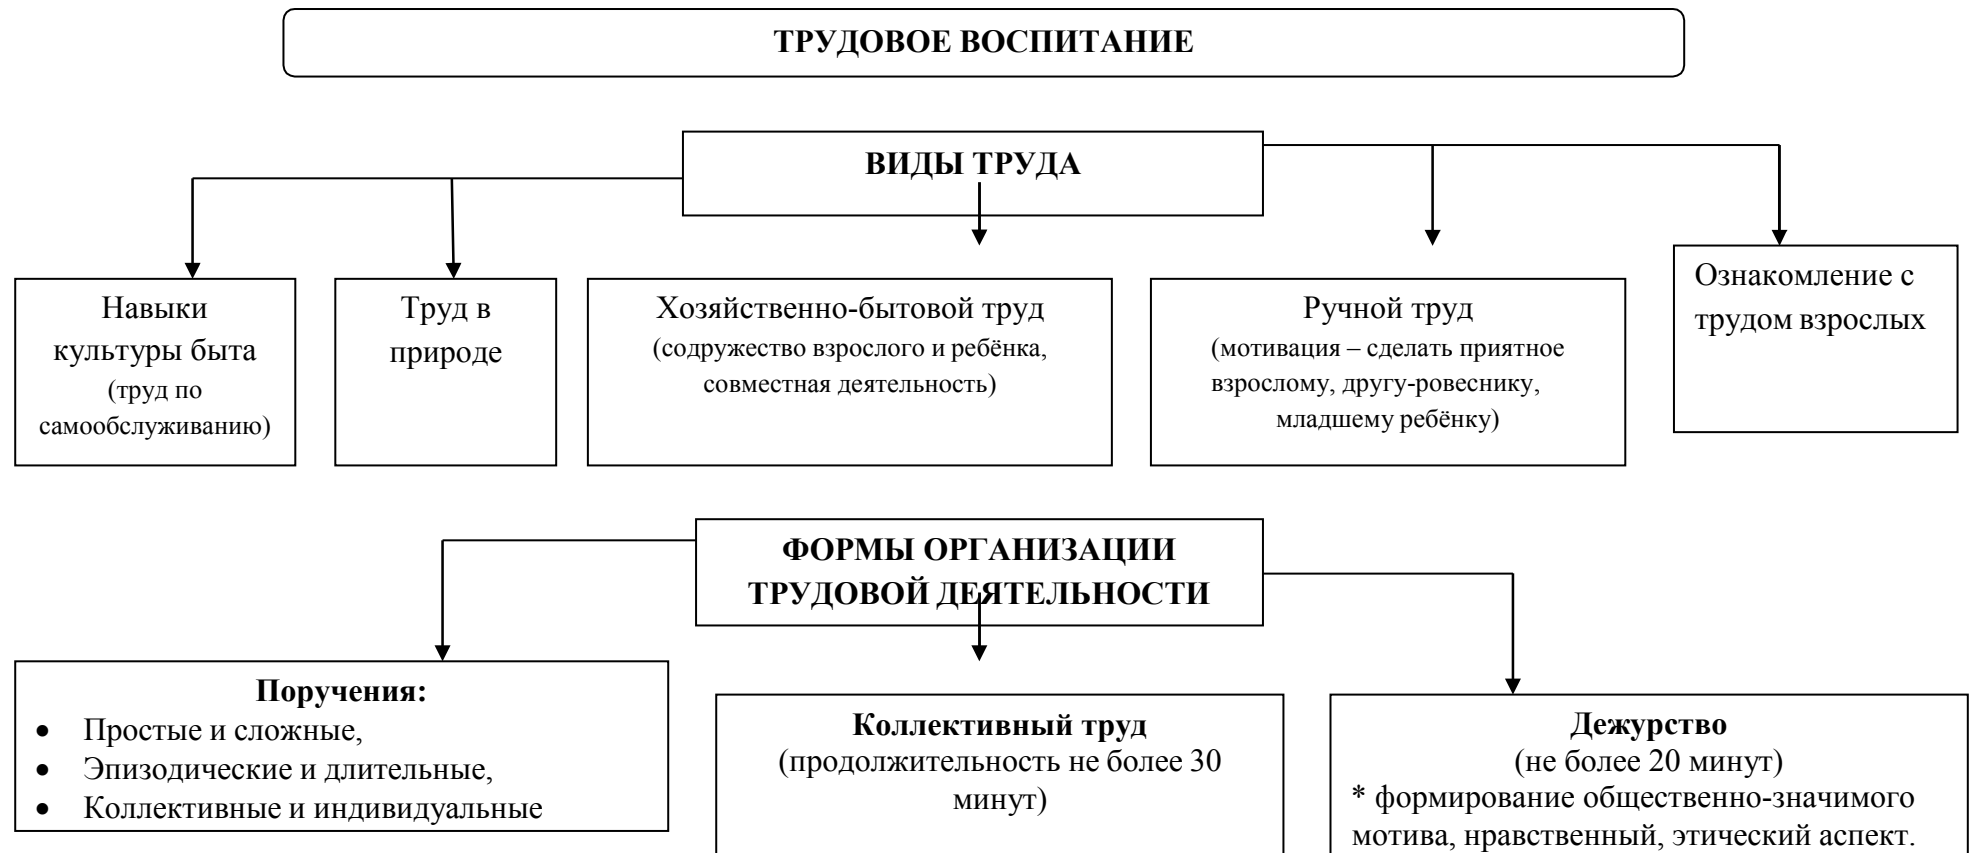 ТРУДОВОЕ ВОСПИТАНИЕ
ВИДЫ ТРУДА
Навыки
культуры быта
(труд по
самообслуживанию)
Труд в
природе
Хозяйственно-бытовой труд
(содружество взрослого и ребёнка,
совместная деятельность)
Ручной труд
(мотивация – сделать приятное
взрослому, другу-ровеснику,
младшему ребёнку)
Ознакомление с
трудом взрослых
ФОРМЫ ОРГАНИЗАЦИИ
ТРУДОВОЙ ДЕЯТЕЛЬНОСТИ
Поручения:
• Простые и сложные,
• Эпизодические и длительные,
• Коллективные и индивидуальные
Коллективный труд
(продолжительность не более 30
минут)
Дежурство
(не более 20 минут)
* формирование общественно-значимого
мотива, нравственный, этический аспект.